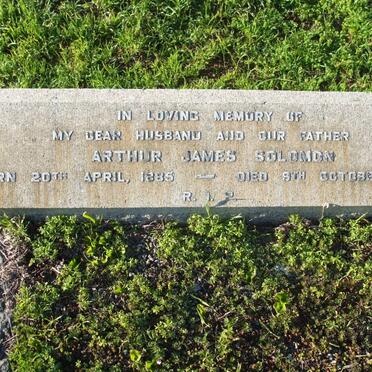 IN LOVING MEMORY OF
MY DEAR HUSBAND AND OUR FATHER
ARTHUR JAMES SOLOMON
RN 20TH APRIL, 1885 — DIED 9TH OCTOBE
R. I. P.